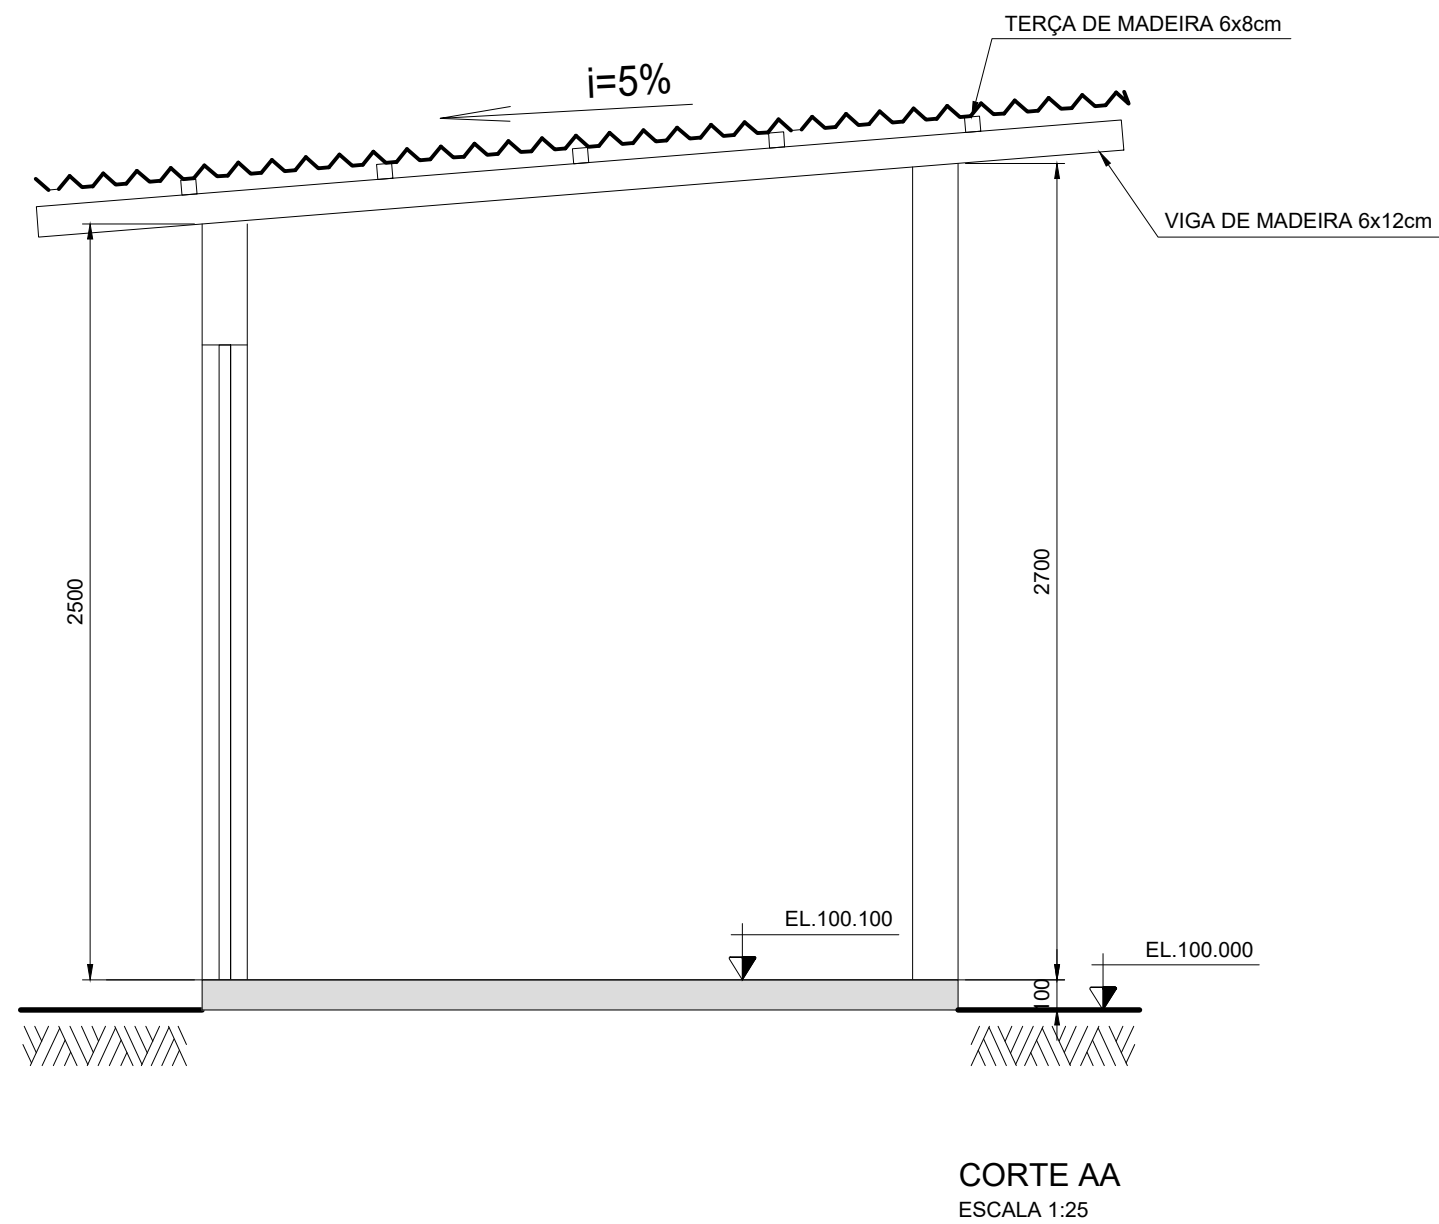 TERÇA DE MADEIRA 6x8cm
i=5%
VIGA DE MADEIRA 6x12cm
2500
2700
EL.100.100
EL.100.000
100
CORTE AA
ESCALA 1:25